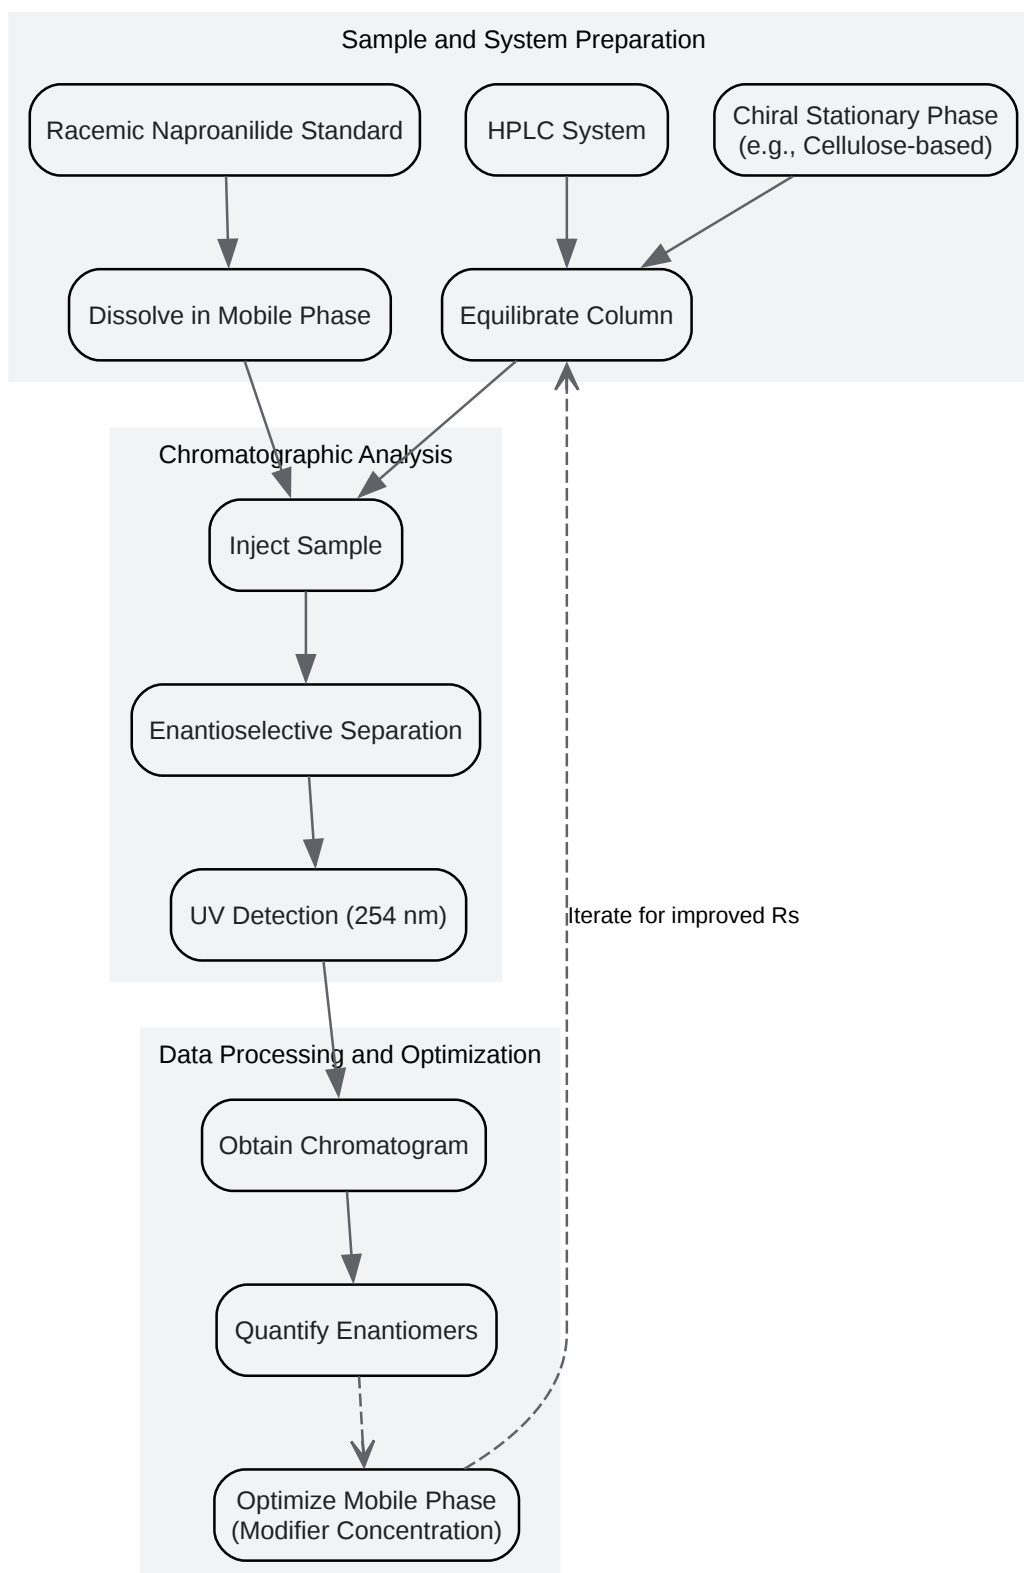 Sample and System Preparation
Racemic Naproanilide Standard
HPLC System
Chiral Stationary Phase
(e.g., Cellulose-based)
Dissolve in Mobile Phase
Equilibrate Column
Chromatographic Analysis
Inject Sample
Enantioselective Separation
UV Detection (254 nm)
Iterate for improved Rs
Data Processing and Optimization
Obtain Chromatogram
Quantify Enantiomers
Optimize Mobile Phase
(Modifier Concentration)